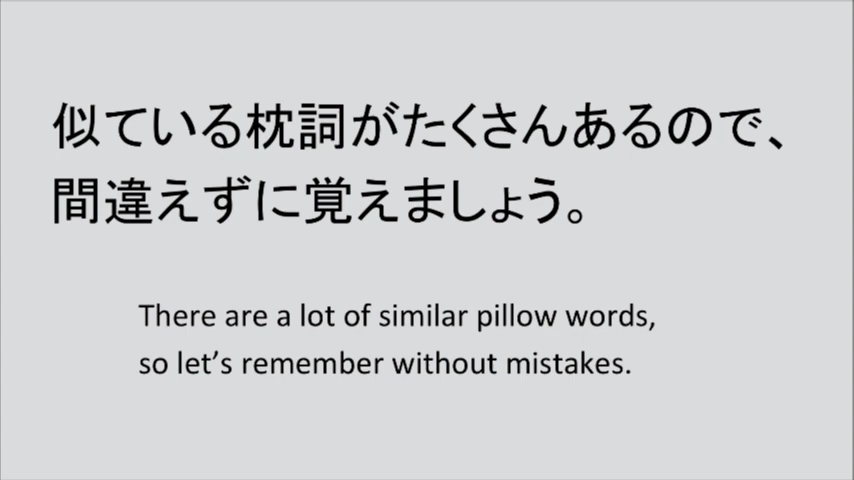 似ている枕詞がたくさんあるので、
間違えずに覚えましょう。
There are a lot of similar pillow words,
so let’s remember without mistakes.